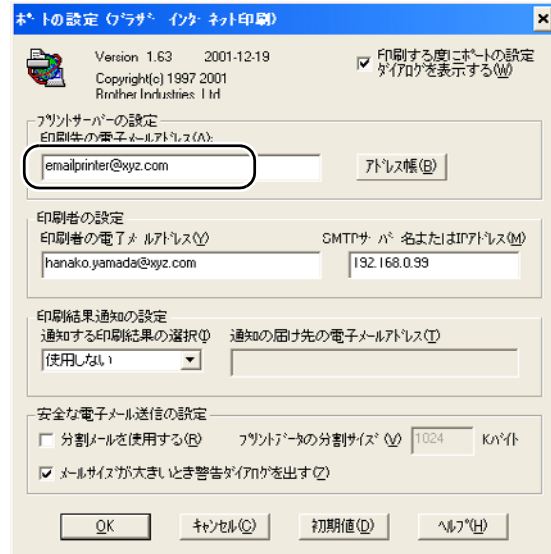 ポートの設定 (ブラザー インターネット印刷)
Version 1.63 2001-12-19
Copyright(c) 1997 2001
Brother Industries Ltd
印刷する度にポートの設定
ダイアログを表示する(W)
プリントサーバーの設定
印刷先の電子メールアドレス(A):
emailprinter@xyz.com
アドレス帳(B)
印刷者の設定
印刷者の電子メールアドレス(Y)
SMTPサーバー名またはIPアドレス(M)
hanako.yamada@xyz.com
192.168.0.99
印刷結果通知の設定
通知する印刷結果の選択(I)
通知の届け先の電子メールアドレス(T)
使用しない
安全な電子メール送信の設定
分割メールを使用する(R)
プリントデータの分割サイズ(V)
1024
Kバイト
メールサイズが大きいとき警告ダイアログを出す(Z)
OK
キャンセル(C)
初期値(D)
ヘルプ(H)